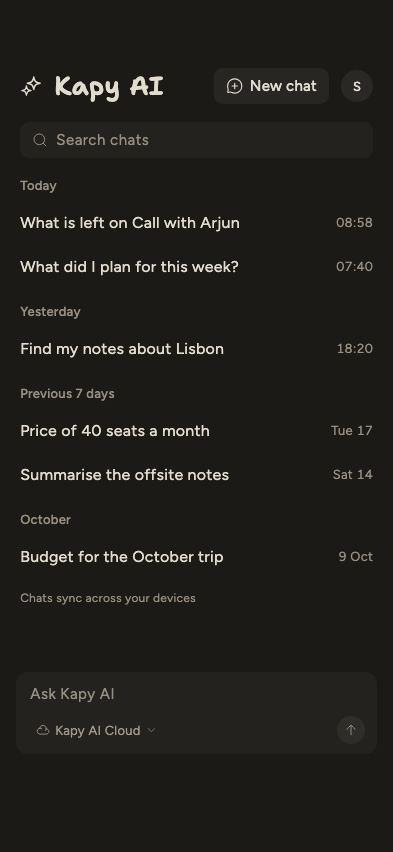 Kapy AI
New chat
S
Search chats
Today
What is left on Call with Arjun 08:58
What did I plan for this week? 07:40
Yesterday
Find my notes about Lisbon 18:20
Previous 7 days
Price of 40 seats a month Tue 17
Summarise the offsite notes Sat 14
October
Budget for the October trip 9 Oct
Chats sync across your devices
Ask Kapy AI
Kapy AI Cloud